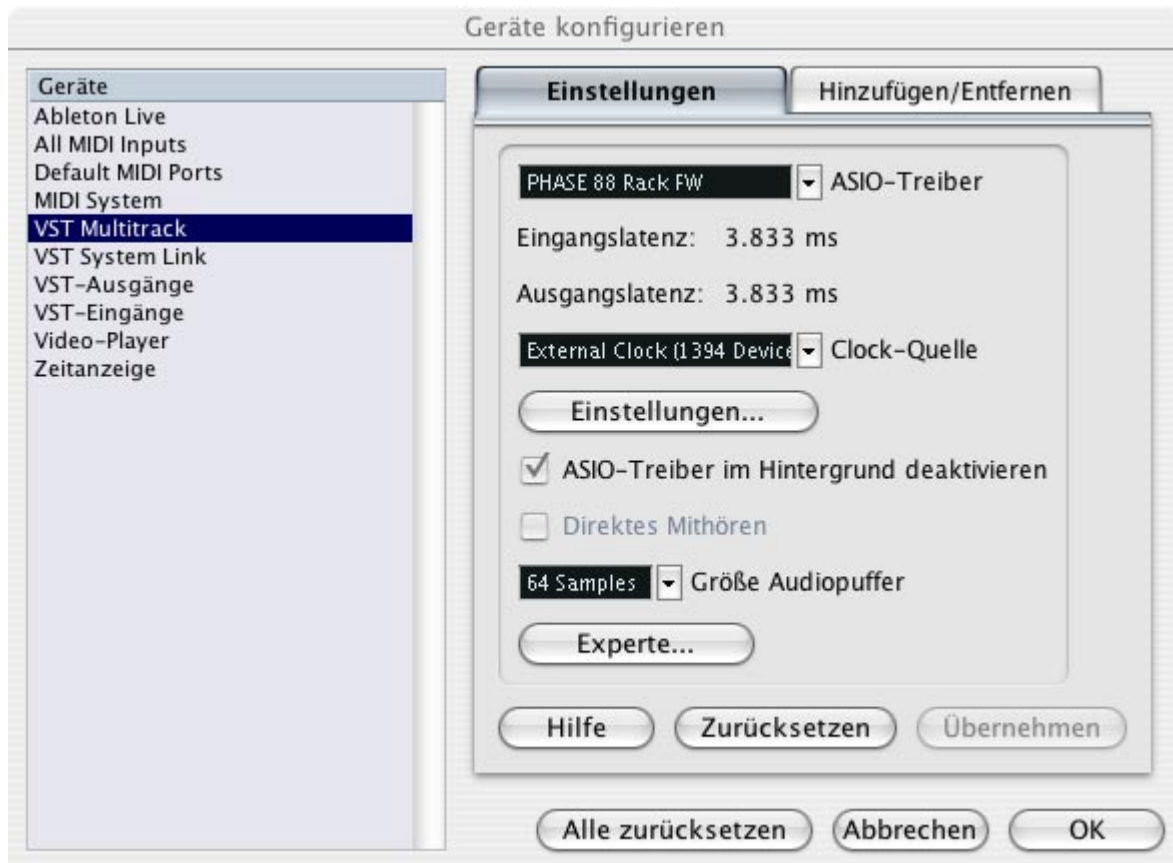 Geräte konfigurieren
Geräte
Ableton Live
All MIDI Inputs
Default MIDI Ports
MIDI System
VST Multitrack
VST System Link
VST-Ausgänge
VST-Eingänge
Video-Player
Zeitanzeige
Einstellungen
Hinzufügen/Entfernen
PHASE 88 Rack FW ASIO-Treiber
Eingangslatenz: 3.833 ms
Ausgangslatenz: 3.833 ms
External Clock (1394 Device Clock-Quelle
Einstellungen...
ASIO-Treiber im Hintergrund deaktivieren
Direktes Mithören
64 Samples Größe Audiopuffer
Experte...
Hilfe Zurücksetzen Übernehmen
Alle zurücksetzen Abbrechen OK